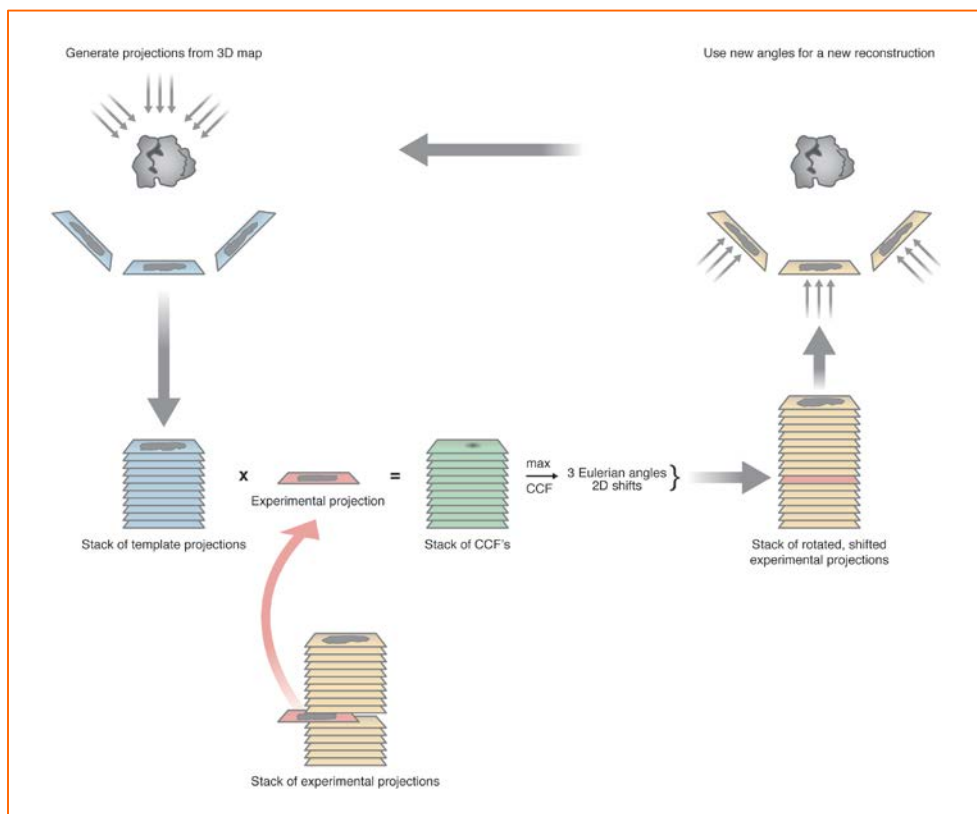 Generate projections from 3D map
Use new angles for a new reconstruction
x
Experimental projection
=
max
CCF
3 Eulerian angles
2D shifts
}
Stack of template projections
Stack of CCF's
Stack of rotated, shifted
experimental projections
Stack of experimental projections